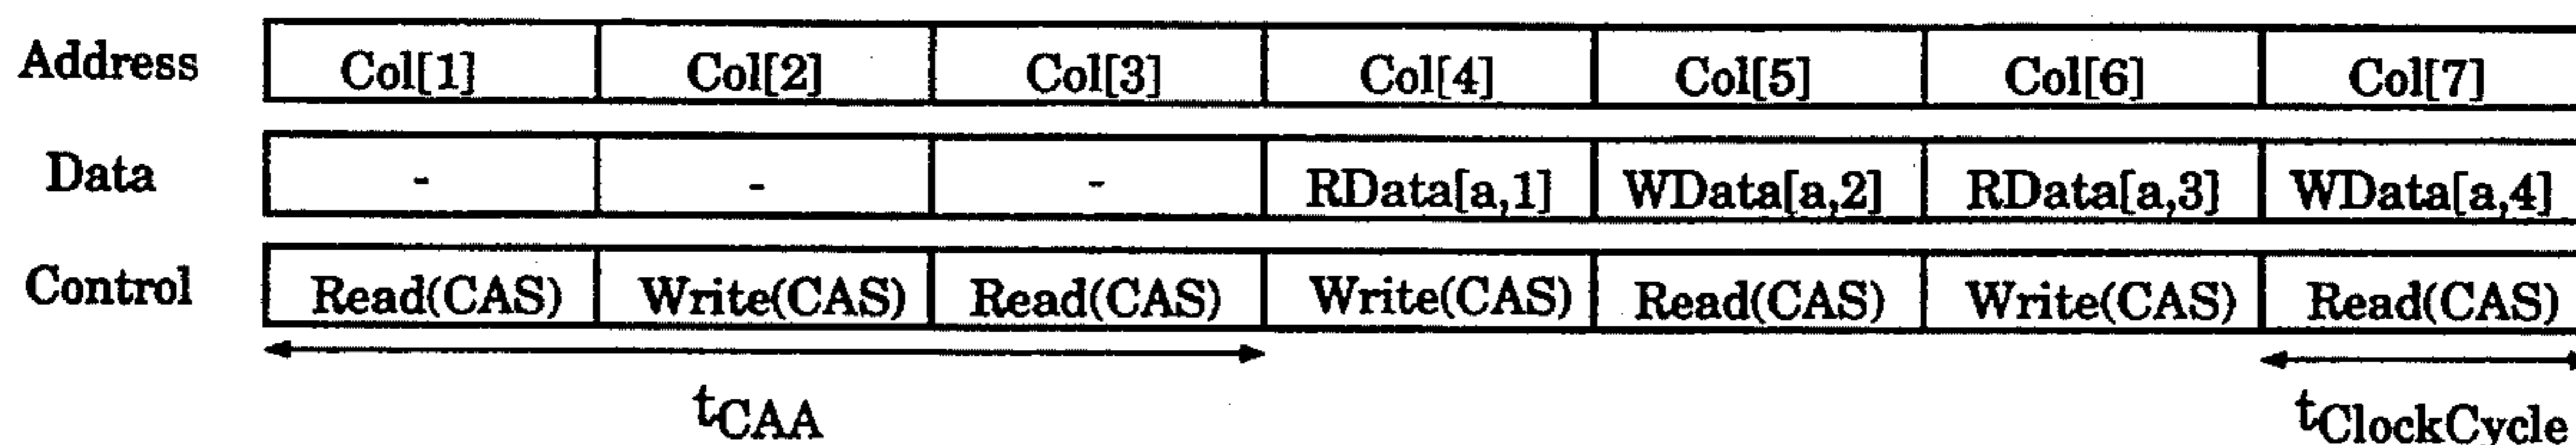 Address Col[1] Col[2] Col[3] Col[4] Col[5] Col[6] Col[7]
Data - - - RData[a,1] WData[a,2] RData[a,3] WData[a,4]
Control Read(CAS) Write(CAS) Read(CAS) Write(CAS) Read(CAS) Write(CAS) Read(CAS)
tCAA tClockCycle